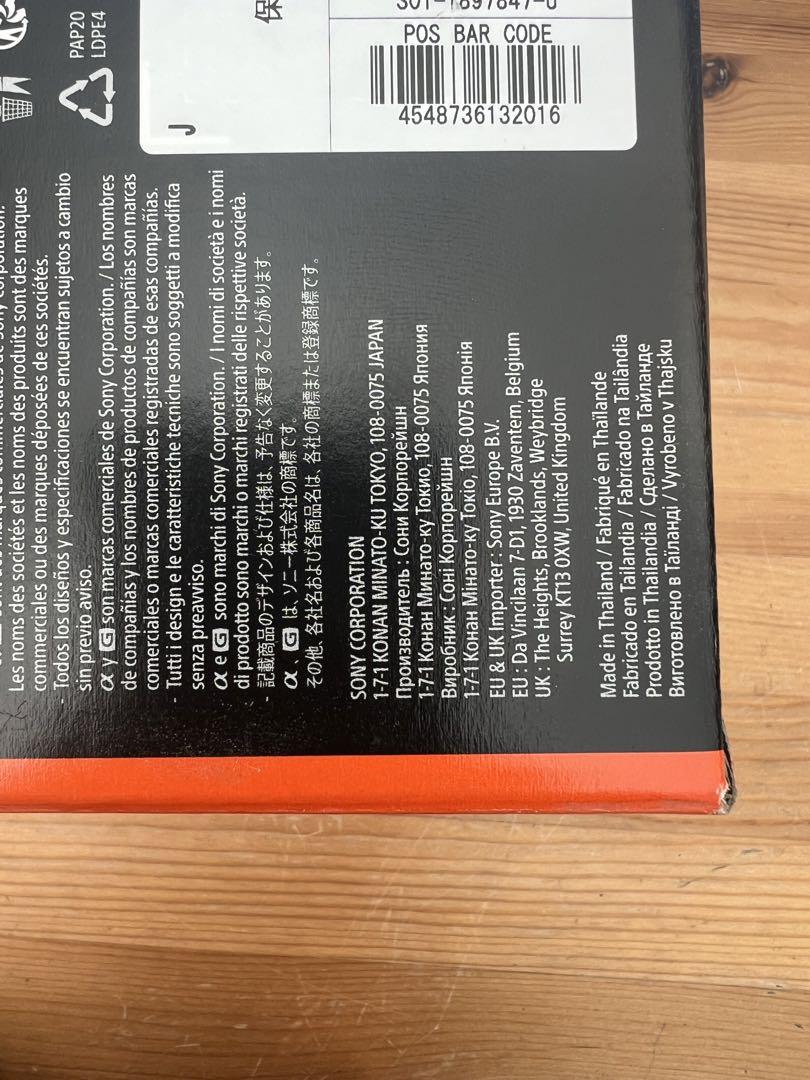 POS BAR CODE
4548736132016
J
保
PAP20
LDPE4
Les noms des sociétés et les noms des produits sont des marques
commerciales ou des marques déposées de ces sociétés.
- Todos los diseños y especificaciones se encuentran sujetos a cambio
sin previo aviso.
α y G son marcas comerciales de Sony Corporation. / Los nombres
de compañías y los nombres de productos de compañías son marcas
comerciales o marcas comerciales registradas de esas compañías.
- Tutti i design e le caratteristiche tecniche sono soggetti a modifica
senza preavviso.
α e G sono marchi di Sony Corporation. / I nomi di società e i nomi
di prodotto sono marchi o marchi registrati delle rispettive società.
- 記載商品のデザインおよび仕様は、予告なく変更することがあります。
α、G は、ソニー株式会社の商標です。
その他、各社名および各商品名は、各社の商標または登録商標です。
SONY CORPORATION
1-7-1 KONAN MINATO-KU TOKYO, 108-0075 JAPAN
Производитель : Сони Корпорейшн
1-7-1 Конан Минато-ку Токио, 108-0075 Япония
Виробник : Соні Корпорейшн
1-7-1 Конан Мінато-ку Токіо, 108-0075 Японія
EU & UK Importer : Sony Europe B.V.
EU : Da Vincilaan 7-D1, 1930 Zaventem, Belgium
UK : The Heights, Brooklands, Weybridge
Surrey KT13 0XW, United Kingdom
Made in Thailand / Fabriqué en Thaïlande
Fabricado en Tailandia / Fabricado na Tailândia
Prodotto in Thailandia / Сделано в Таиланде
Виготовлено в Таїланді / Vyrobeno v Thajsku